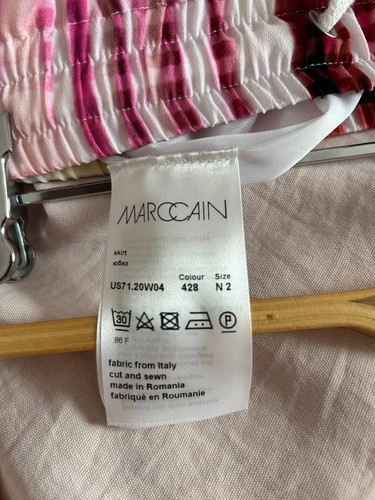 MARCCAIN
skirt
юбка
Colour Size
US71.20W04 428 N 2
30 P
86 F
fabric from Italy
cut and sewn
made in Romania
fabriqué en Roumanie